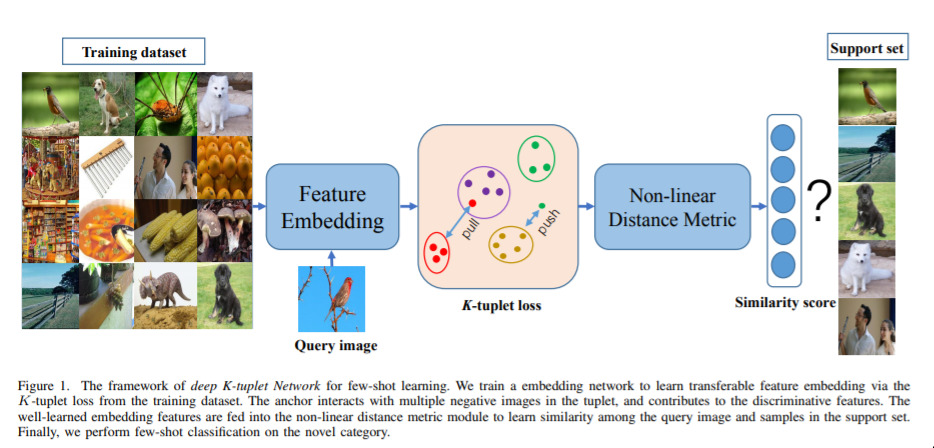 Training dataset
Support set
Feature
Embedding
pull
push
Non-linear
Distance Metric
?
K-tuplet loss
Similarity score
Query image
Figure 1. The framework of deep K-tuplet Network for few-shot learning. We train a embedding network to learn transferable feature embedding via the
K-tuplet loss from the training dataset. The anchor interacts with multiple negative images in the tuplet, and contributes to the discriminative features. The
well-learned embedding features are fed into the non-linear distance metric module to learn similarity among the query image and samples in the support set.
Finally, we perform few-shot classification on the novel category.